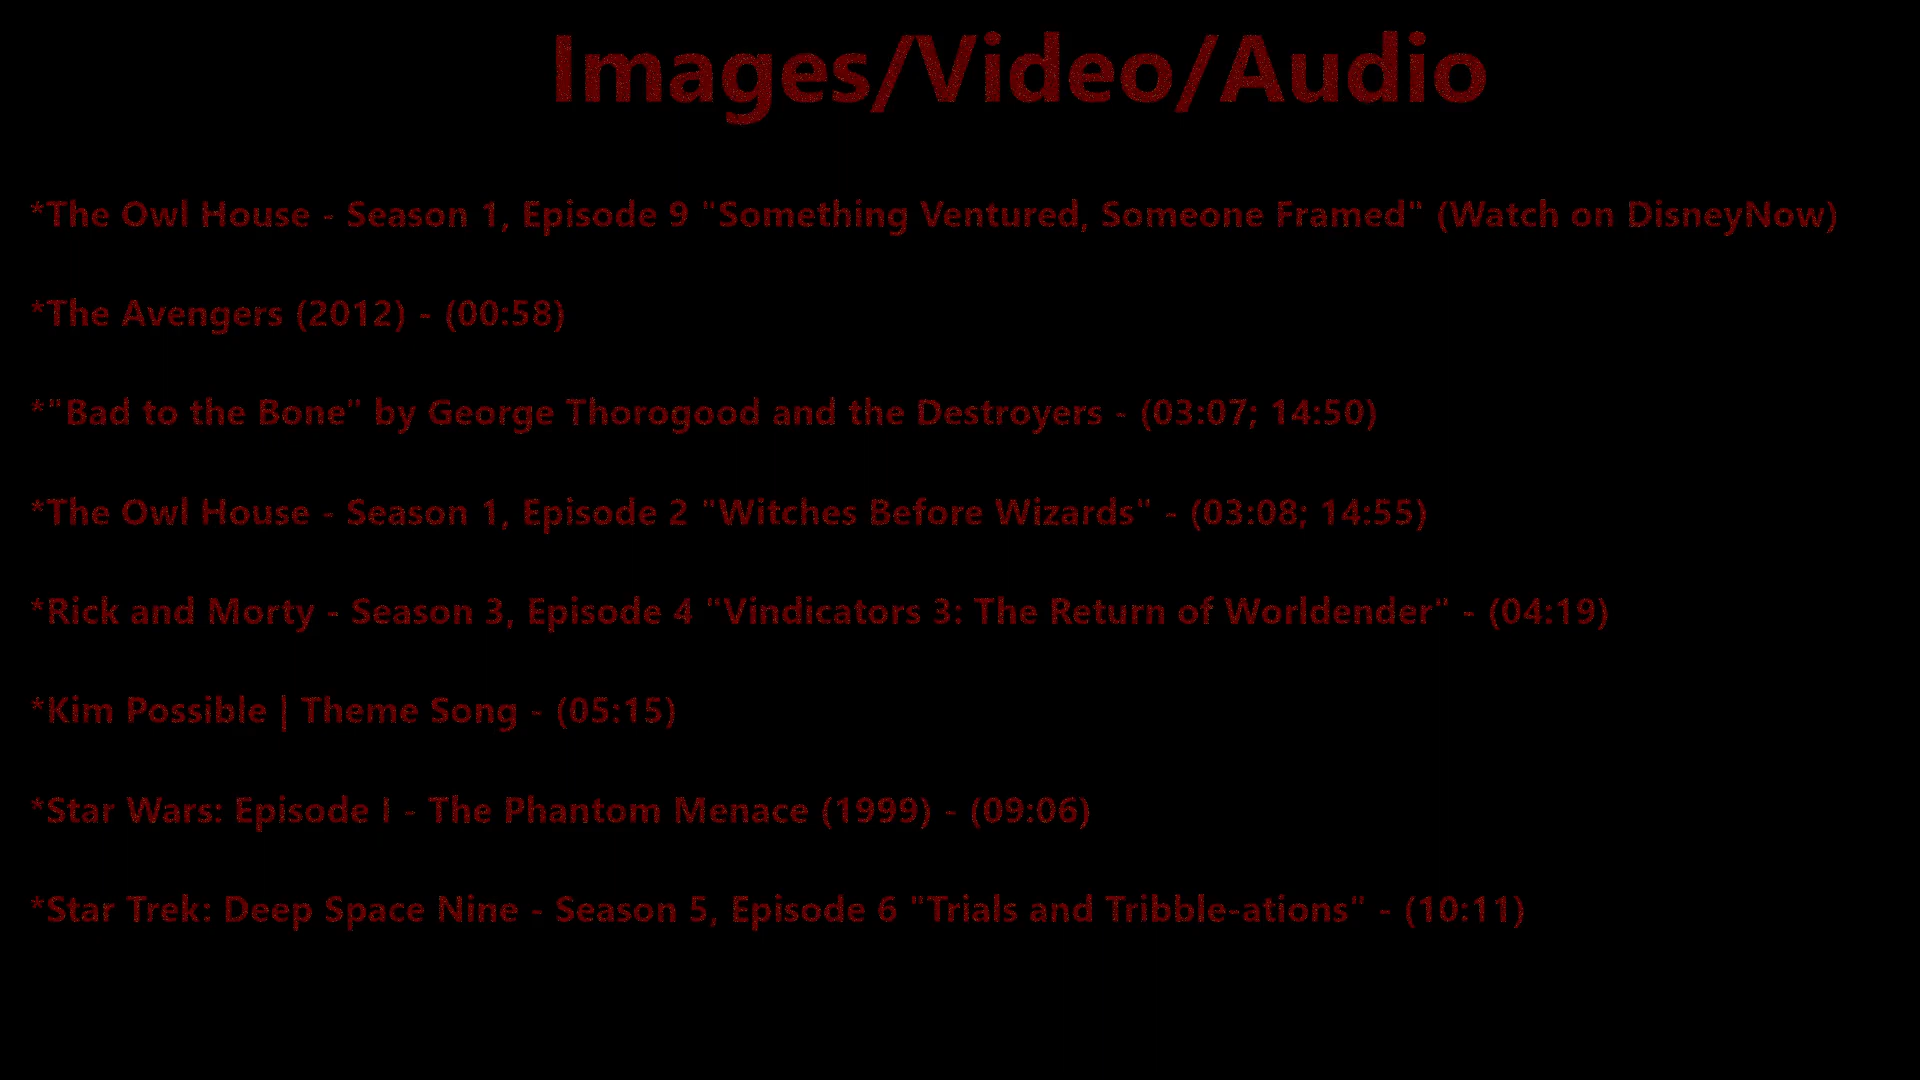 Images/Video/Audio
*The Owl House - Season 1, Episode 9 "Something Ventured, Someone Framed" (Watch on DisneyNow)
*The Avengers (2012) - (00:58)
*"Bad to the Bone" by George Thorogood and the Destroyers - (03:07; 14:50)
*The Owl House - Season 1, Episode 2 "Witches Before Wizards" - (03:08; 14:55)
*Rick and Morty - Season 3, Episode 4 "Vindicators 3: The Return of Worldender" - (04:19)
*Kim Possible | Theme Song - (05:15)
*Star Wars: Episode I - The Phantom Menace (1999) - (09:06)
*Star Trek: Deep Space Nine - Season 5, Episode 6 "Trials and Tribble-ations" - (10:11)